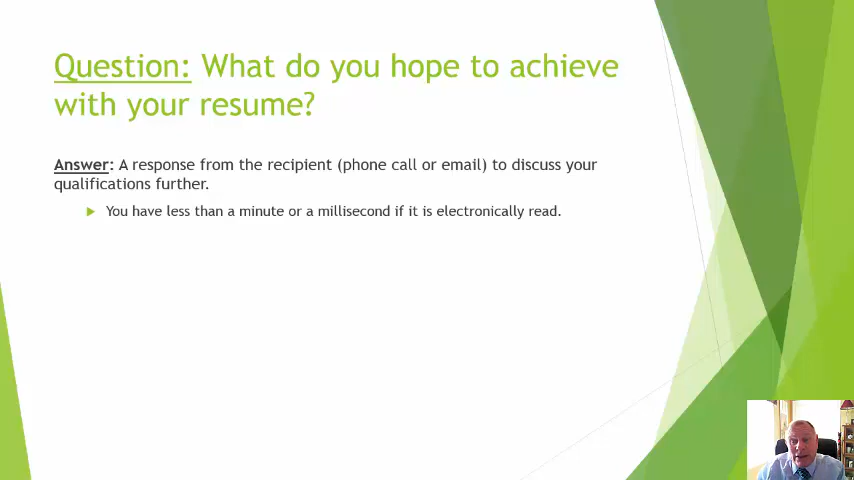 Question: What do you hope to achieve
with your resume?
Answer: A response from the recipient (phone call or email) to discuss your
qualifications further.
You have less than a minute or a millisecond if it is electronically read.